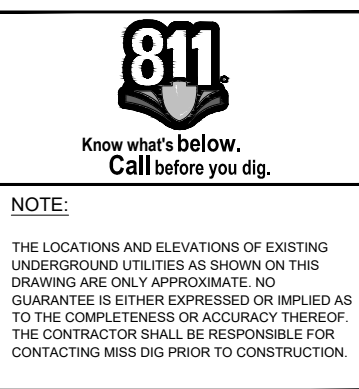 811
Know what's below.
Call before you dig.
NOTE:
THE LOCATIONS AND ELEVATIONS OF EXISTING
UNDERGROUND UTILITIES AS SHOWN ON THIS
DRAWING ARE ONLY APPROXIMATE. NO
GUARANTEE IS EITHER EXPRESSED OR IMPLIED AS
TO THE COMPLETENESS OR ACCURACY THEREOF.
THE CONTRACTOR SHALL BE RESPONSIBLE FOR
CONTACTING MISS DIG PRIOR TO CONSTRUCTION.